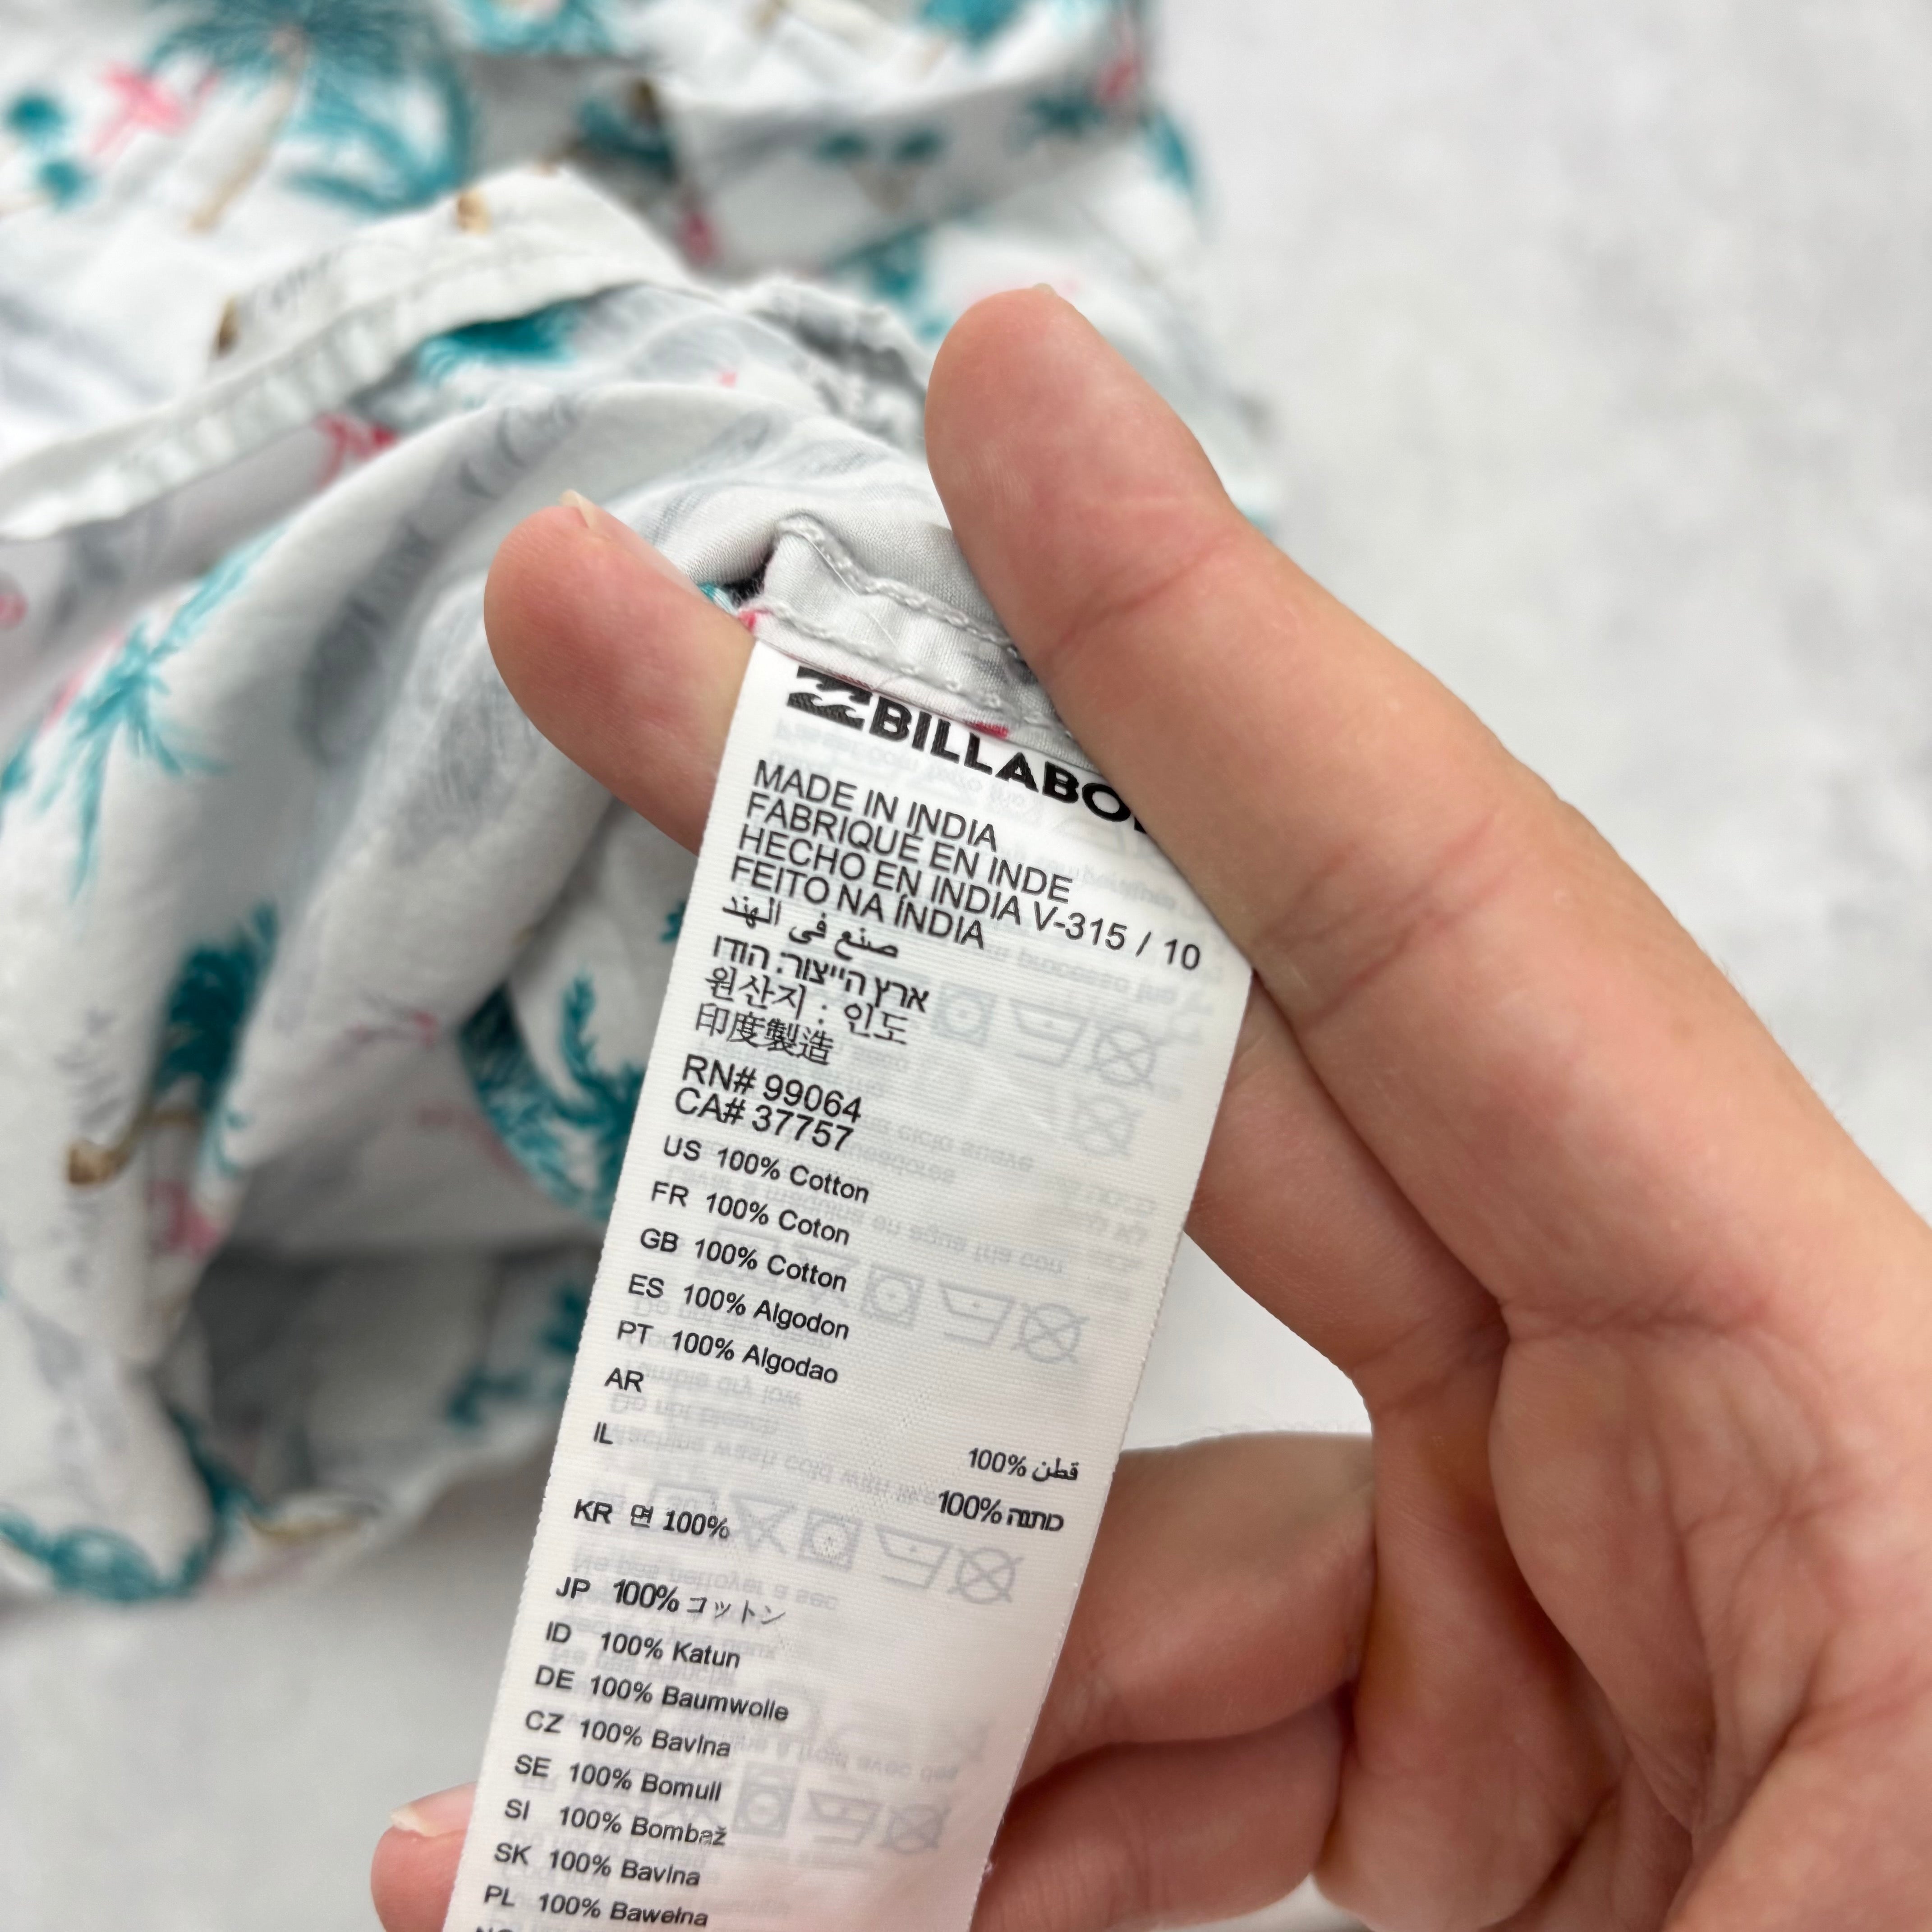 BILLABO
MADE IN INDIA
FABRIQUÉ EN INDE
HECHO EN INDIA V-315 / 10
FEITO NA ÍNDIA
صنع في الهند
ארץ הייצור: הודו
원산지 : 인도
印度製造
RN# 99064
CA# 37757
US 100% Cotton
FR 100% Coton
GB 100% Cotton
ES 100% Algodon
PT 100% Algodao
AR
قطن %100
IL
כותנה %100
KR 면 100%
JP 100% コットン
ID 100% Katun
DE 100% Baumwolle
CZ 100% Bavlna
SE 100% Bomull
SI 100% Bombaž
SK 100% Bavlna
PL 100% Bawełna